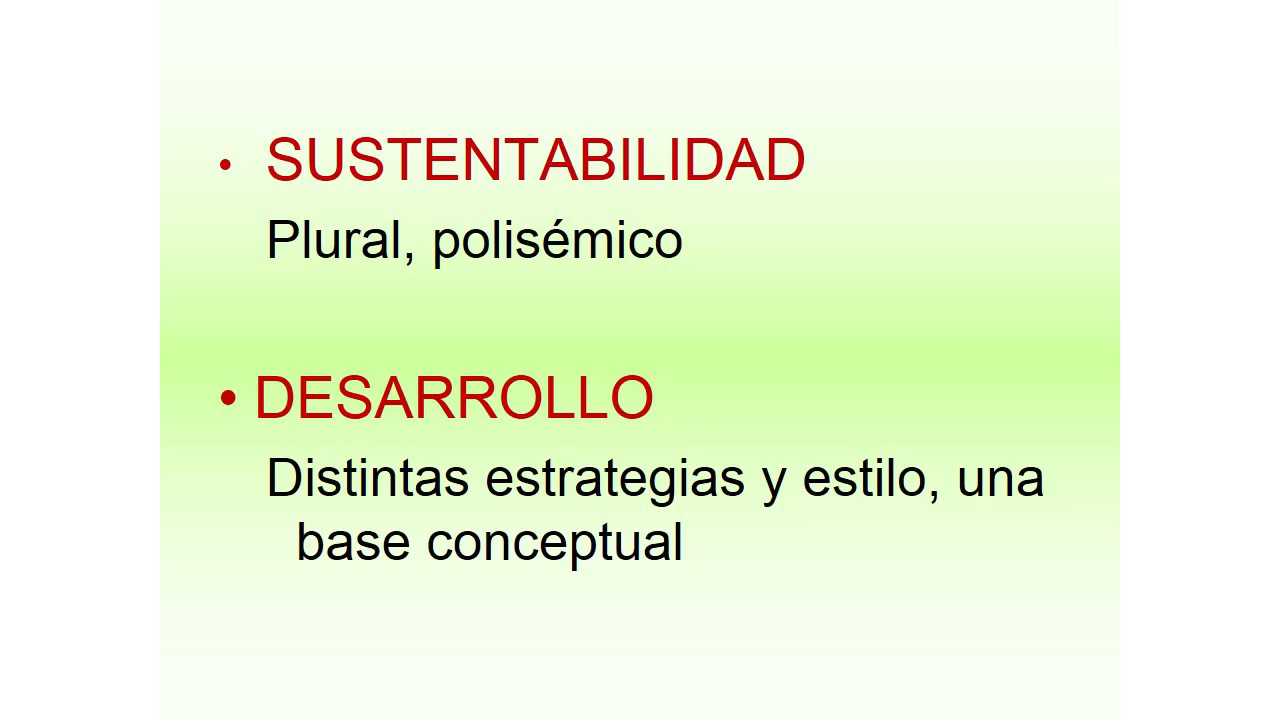 • SUSTENTABILIDAD
Plural, polisémico
• DESARROLLO
Distintas estrategias y estilo, una
base conceptual